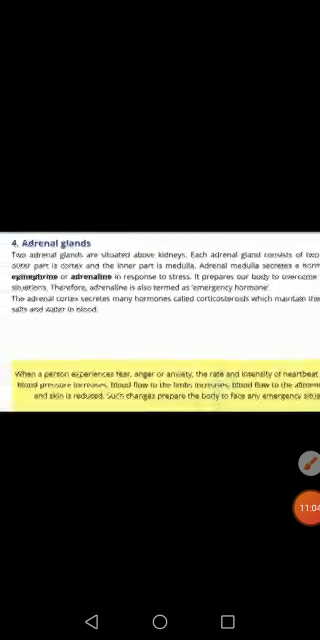 4. Adrenal glands
Two adrenal glands are situated above kidneys. Each adrenal gland consists of two
outer part is cortex and the inner part is medulla. Adrenal medulla secretes a horm
epinephrine or adrenaline in response to stress. It prepares our body to overcome
situations. Therefore, adrenaline is also termed as 'emergency hormone'.
The adrenal cortex secretes many hormones called corticosteroids which maintain the
salts and water in blood.
When a person experiences fear, anger or anxiety, the rate and intensity of heartbeat
blood pressure increases, blood flow to the limbs increases, blood flow to the alimen
and skin is reduced. Such changes prepare the body to face any emergency situa
11:04